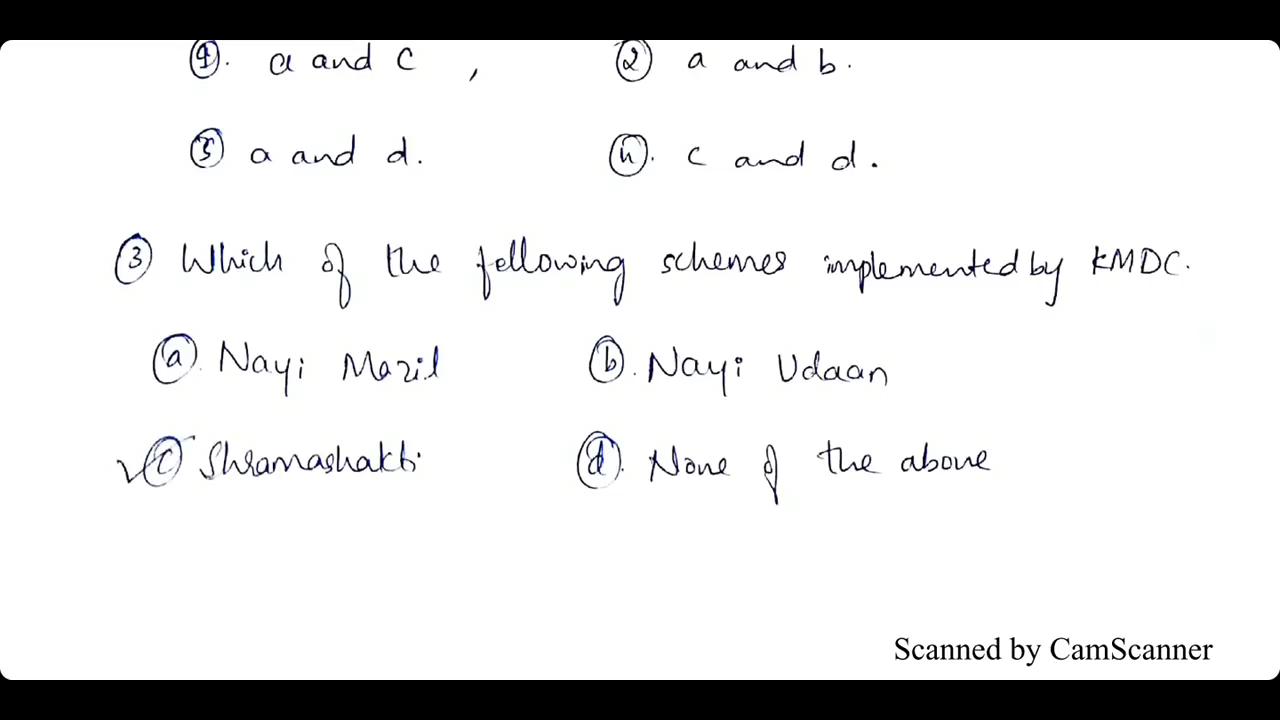 1. a and c , 2 a and b.
3 a and d. 4. c and d.
3 Which of the following schemes implemented by KMDC.
a. Nayi Mazil b. Nayi Udaan
✓ c Shramashakti d. None of the above
Scanned by CamScanner